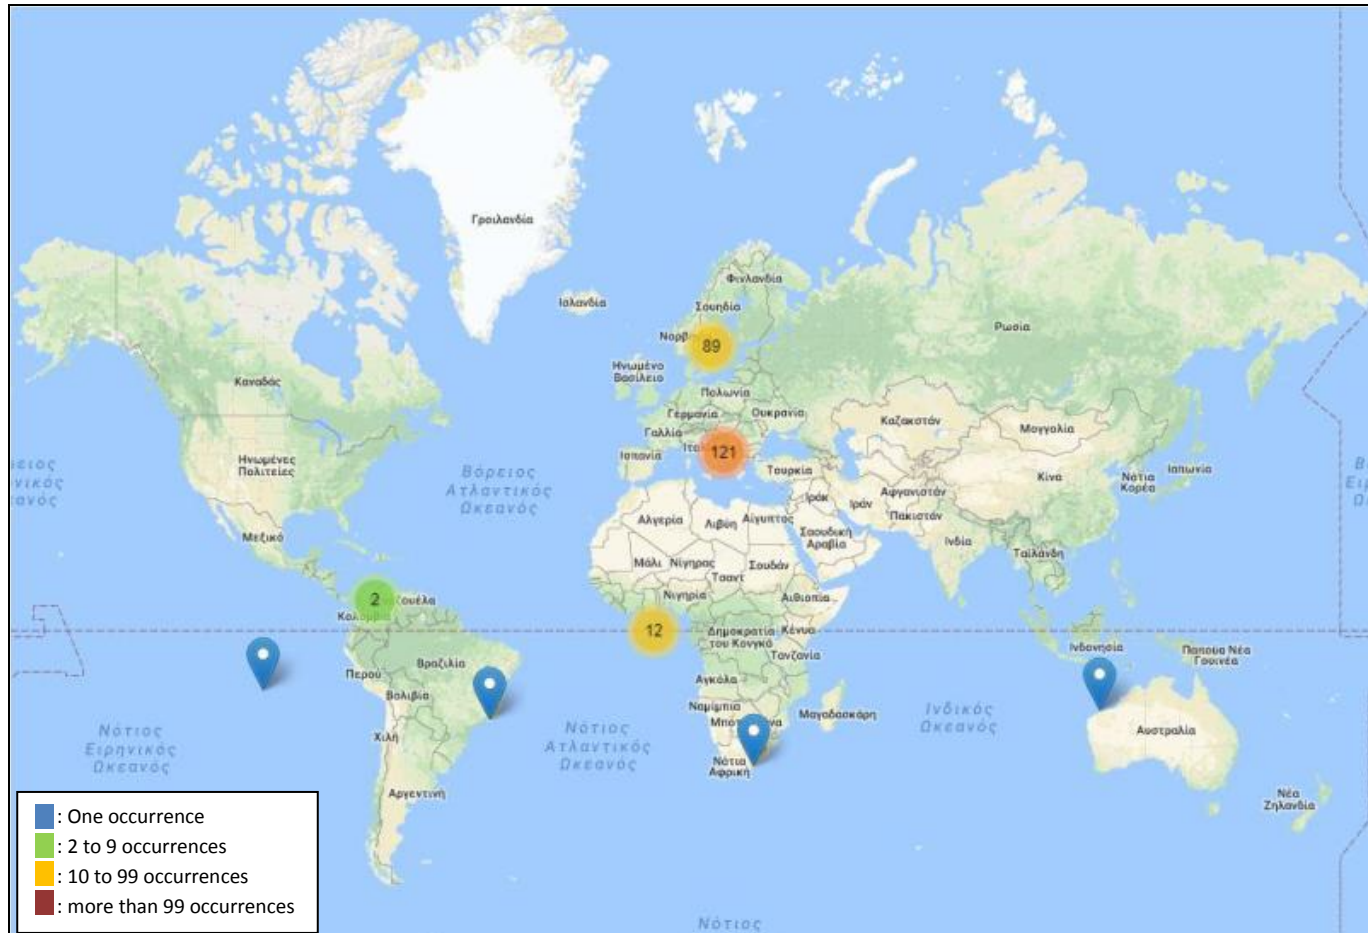 Γροιλανδία
Φινλανδία
Ισλανδία
Σουηδία
Ρωσία
89
Ηνωμένο
Βασίλειο
Καναδάς
Πολωνία
Γερμανία
Ουκρανία
Καζακστάν
Μογγολία
Γαλλία
121
Ισπανία
Τουρκία
Ηνωμένες
Πολιτείες
Βόρειος
Ατλαντικός
Ωκεανός
Κίνα
Νότια
Κορέα
Ιαπωνία
Ιράκ
Ιράν
Αφγανιστάν
Πακιστάν
Αλγερία
Λιβύη
Αίγυπτος
Σαουδική
Αραβία
Μεξικό
Ινδία
Ταϊλάνδη
Μάλι
Νίγηρας
Τσαντ
Σουδάν
Νιγηρία
Αιθιοπία
2
12
Δημοκρατία
του Κονγκό
Κένυα
Τανζανία
Ινδονησία
Παπούα Νέα
Γουινέα
Περού
Βραζιλία
Βολιβία
Αγκόλα
Ναμίμπια
Μαγαδασκάρη
Ινδικός
Ωκεανός
Νότιος
Ειρηνικός
Ωκεανός
Χιλή
Νότιος
Ατλαντικός
Ωκεανός
Νότια
Αφρική
Αυστραλία
Αργεντινή
Νέα
Ζηλανδία
: One occurrence
: 2 to 9 occurrences
: 10 to 99 occurrences
: more than 99 occurrences
Νότιος